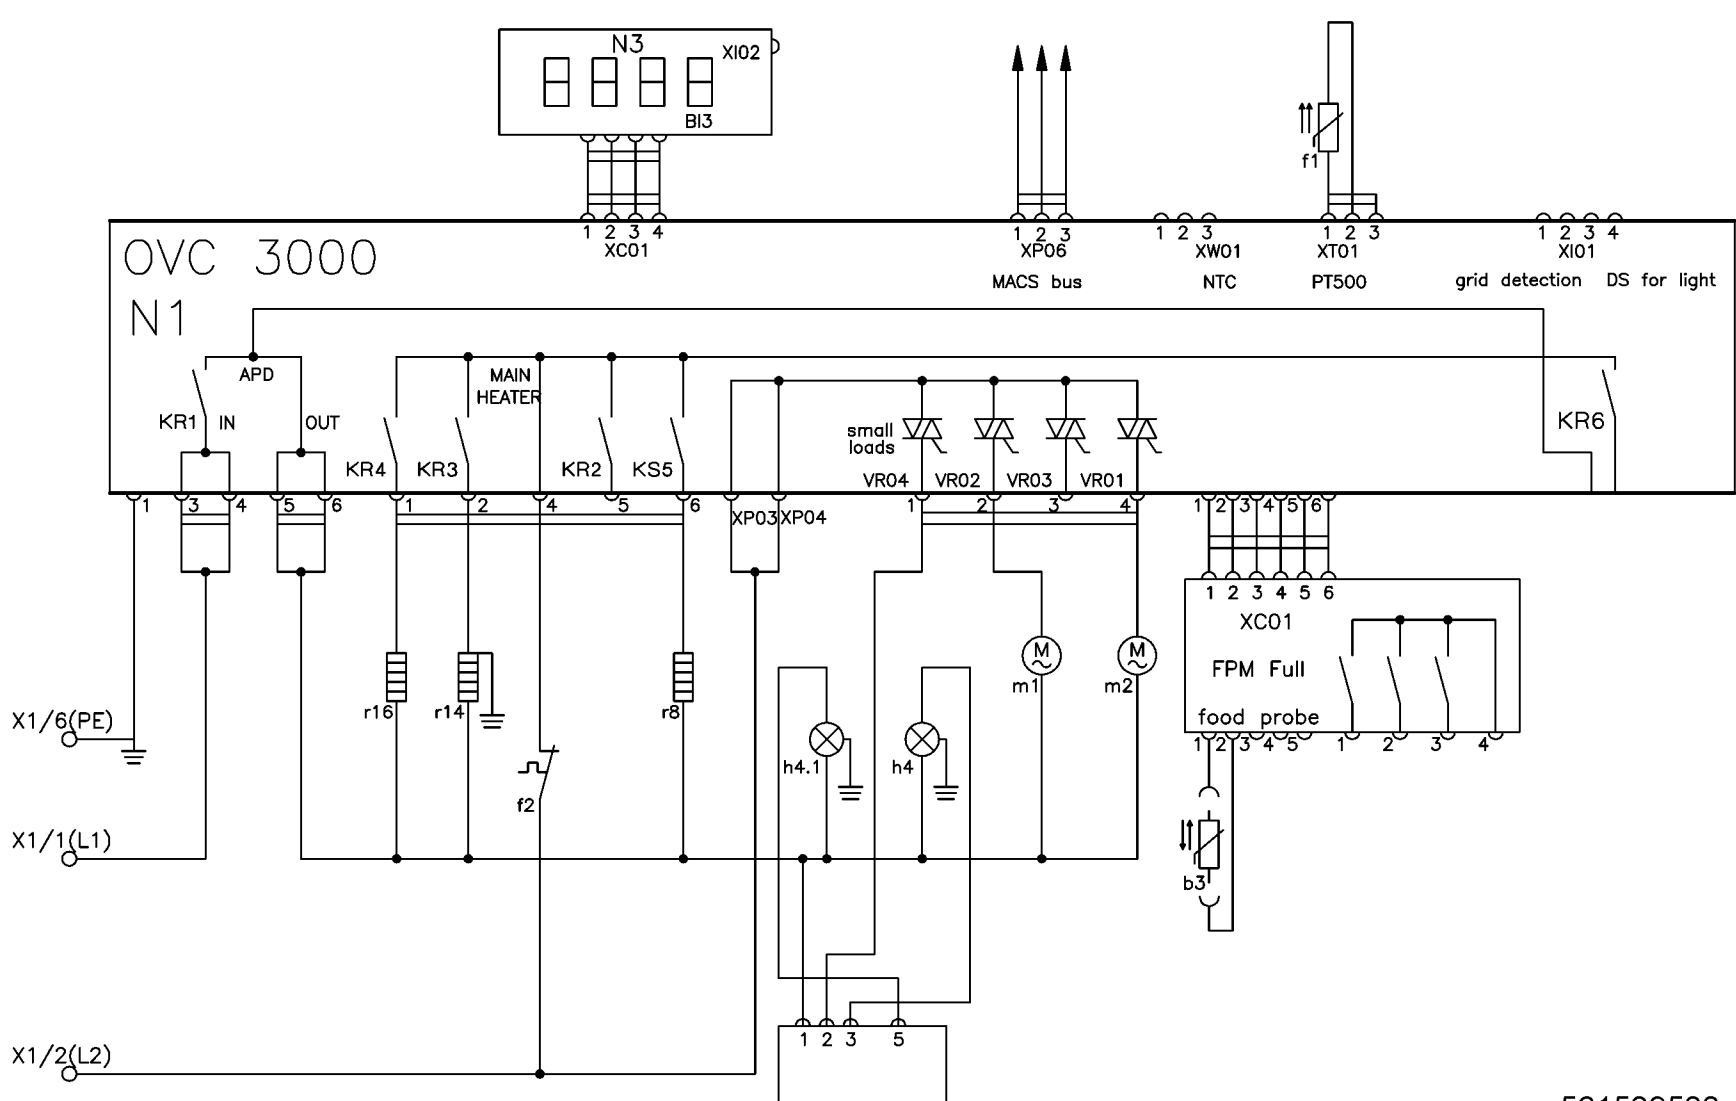 N3
XI02
BI3
f1
1 2 3 4
XC01
1 2 3
XP06
MACS bus
1 2 3
XW01
NTC
1 2 3
XT01
PT500
1 2 3 4
XI01
grid detection DS for light
OVC 3000
N1
APD
KR1 IN OUT
MAIN
HEATER
KR4 KR3 KR2 KS5
small
loads
VR04 VR02 VR03 VR01
KR6
1 3 4 5 6 1 2 4 5 6
XP03 XP04
1 2 3 4
1 2 3 4 5 6
1 2 3 4 5 6
XC01
FPM Full
food probe
1 2 3 4 5 1 2 3 4
M
m1
M
m2
r16 r14 r8
h4.1 h4
f2
b3
X1/6(PE)
X1/1(L1)
X1/2(L2)
1 2 3 5